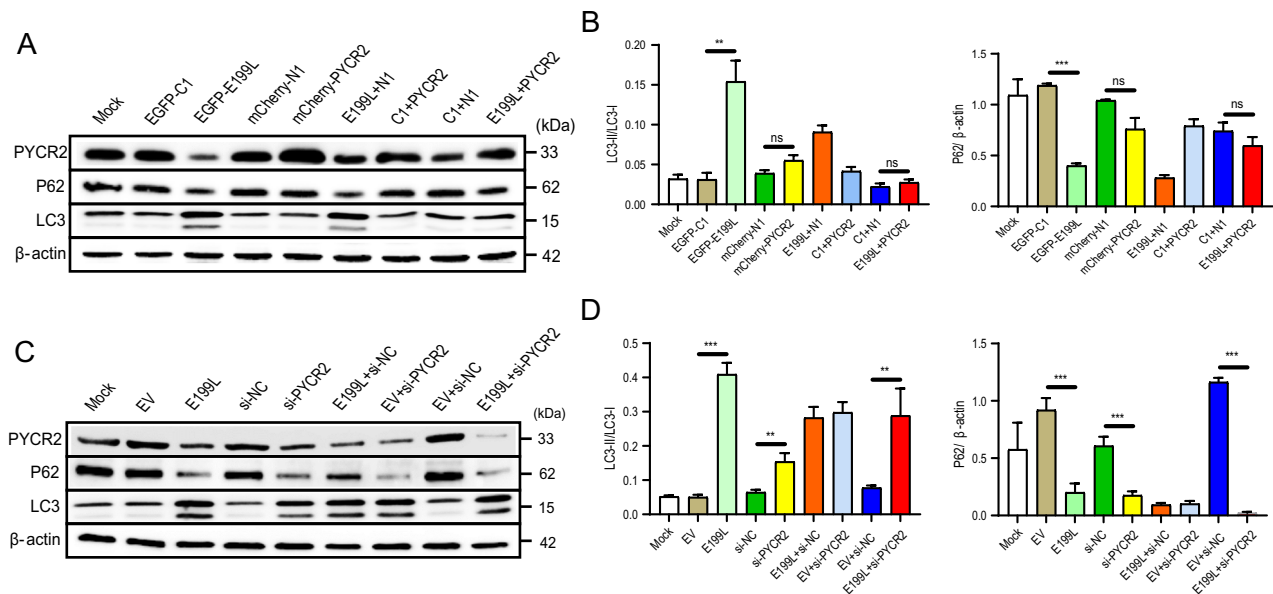 A
Mock
EGFP-C1
EGFP-E199L
mCherry-N1
mCherry-PYCR2
E199L+N1
C1+PYCR2
C1+N1
E199L+PYCR2
(kDa)
PYCR2
33
P62
62
LC3
15
β-actin
42
B
LC3-II/LC3-I
0.20
0.15
0.10
0.05
0.00
**
ns
ns
Mock
EGFP-C1
EGFP-E199L
mCherry-N1
mCherry-PYCR2
E199L+N1
C1+PYCR2
C1+N1
E199L+PYCR2
P62/ β-actin
1.5
1.0
0.5
0.0
***
ns
ns
Mock
EGFP-C1
EGFP-E199L
mCherry-N1
mCherry-PYCR2
E199L+N1
C1+PYCR2
C1+N1
E199L+PYCR2
C
Mock
EV
E199L
si-NC
si-PYCR2
E199L+si-NC
EV+si-PYCR2
EV+si-NC
E199L+si-PYCR2
(kDa)
PYCR2
33
P62
62
LC3
15
β-actin
42
D
LC3-II/LC3-I
0.5
0.4
0.3
0.2
0.1
0.0
***
**
**
Mock
EV
E199L
si-NC
si-PYCR2
E199L+si-NC
EV+si-PYCR2
EV+si-NC
E199L+si-PYCR2
P62/ β-actin
1.5
1.0
0.5
0.0
***
***
***
Mock
EV
E199L
si-NC
si-PYCR2
E199L+si-NC
EV+si-PYCR2
EV+si-NC
E199L+si-PYCR2